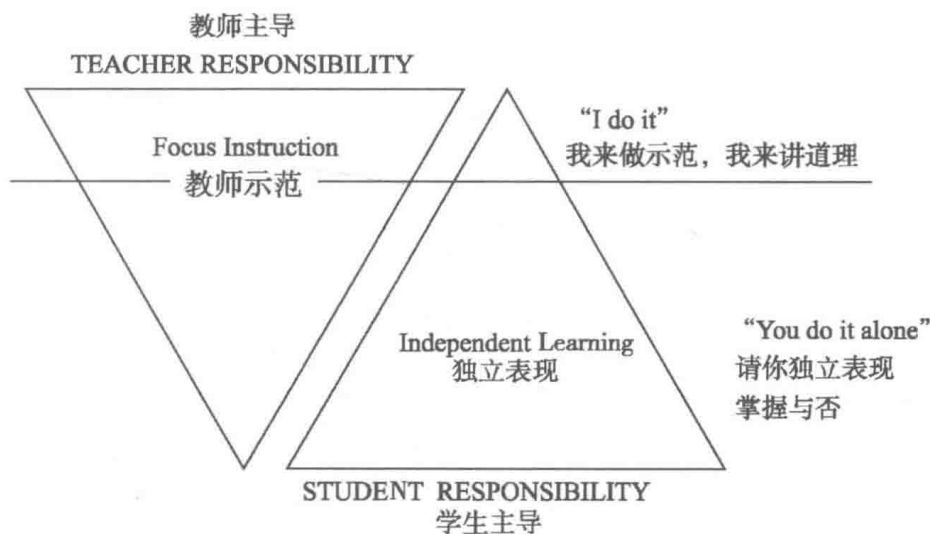 教师主导
TEACHER RESPONSIBILITY
Focus Instruction
教师示范
“I do it”
我来做示范，我来讲道理
Independent Learning
独立表现
“You do it alone”
请你独立表现
掌握与否
STUDENT RESPONSIBILITY
学生主导